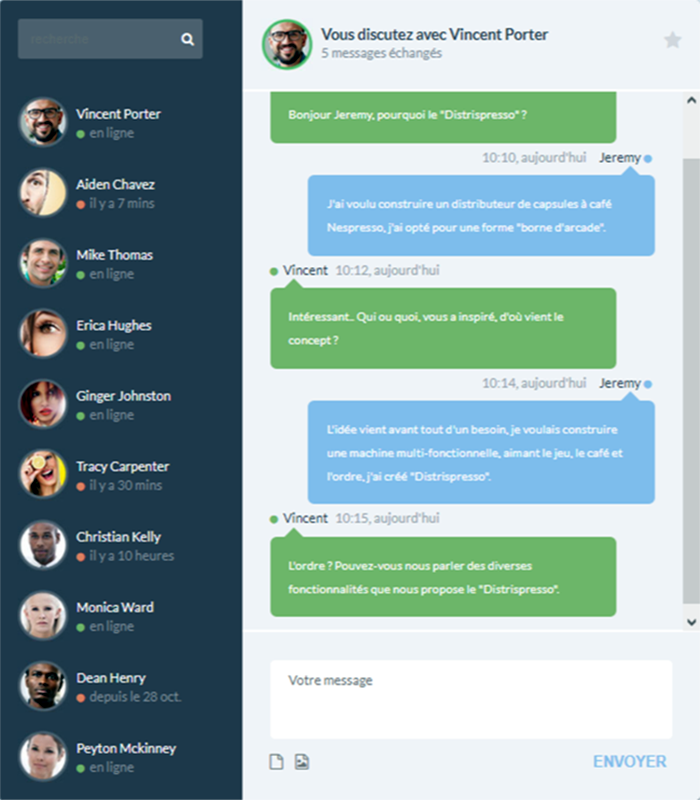 recherche
Vincent Porter
en ligne
Aiden Chavez
il y a 7 mins
Mike Thomas
en ligne
Erica Hughes
en ligne
Ginger Johnston
en ligne
Tracy Carpenter
il y a 30 mins
Christian Kelly
il y a 10 heures
Monica Ward
en ligne
Dean Henry
depuis le 28 oct.
Peyton Mckinney
en ligne
Vous discutez avec Vincent Porter
5 messages échangés
Bonjour Jeremy, pourquoi le "Distrispresso" ?
10:10, aujourd'hui Jeremy
J'ai voulu construire un distributeur de capsules à café
Nespresso, j'ai opté pour une forme "borne d'arcade".
Vincent 10:12, aujourd'hui
Intéressant.. Qui ou quoi, vous a inspiré, d'où vient le
concept ?
10:14, aujourd'hui Jeremy
L'idée vient avant tout d'un besoin, je voulais construire
une machine multi-fonctionnelle, aimant le jeu, le café et
l'ordre, j'ai créé "Distrispresso".
Vincent 10:15, aujourd'hui
L'ordre ? Pouvez-vous nous parler des diverses
fonctionnalités que nous propose le "Distrispresso".
Votre message
ENVOYER